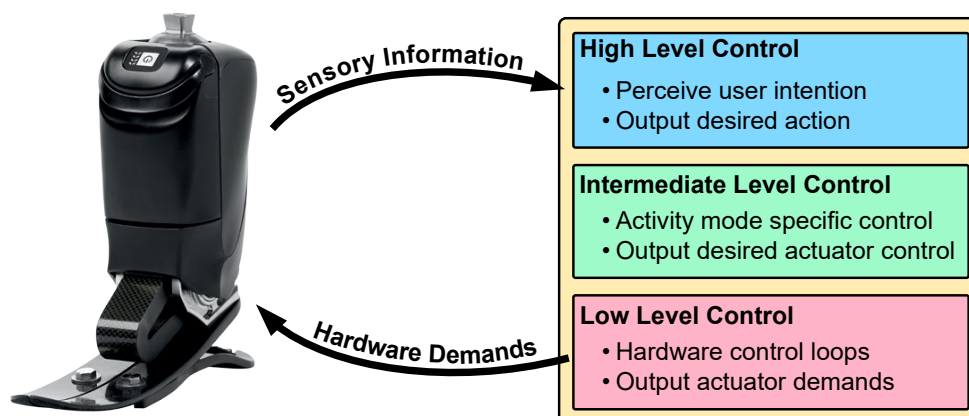 Sensory Information
High Level Control
• Perceive user intention
• Output desired action
Intermediate Level Control
• Activity mode specific control
• Output desired actuator control
Low Level Control
• Hardware control loops
• Output actuator demands
Hardware Demands